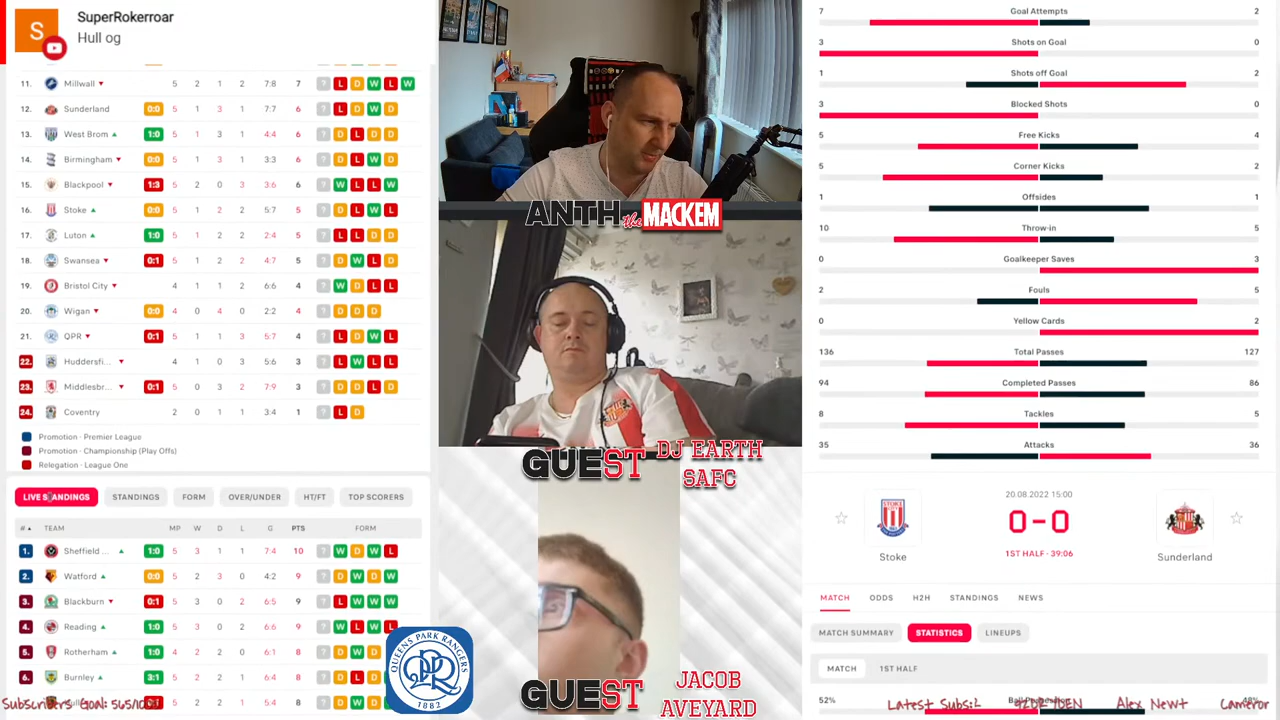 S
SuperRokerroar
Hull og
11. Millwall 5 2 1 2 7:8 7 ? L D W L W
12. Sunderland 0:0 5 1 3 1 7:7 6 ? L D W D
13. West Brom 1:0 5 1 3 1 4:4 6 ? D L D D
14. Birmingham 0:0 5 1 3 1 3:3 6 ? D L W D
15. Blackpool 1:3 5 2 0 3 3:6 6 ? W L L W
16. Stoke 0:0 5 1 2 2 5:7 5 ? D L W L
17. Luton 1:0 5 1 2 2 2:4 5 ? L L D D
18. Swansea 0:1 5 1 2 2 4:7 5 ? D W L D
19. Bristol City 4 1 1 2 6:6 4 ? W D L L
20. Wigan 0:0 4 0 4 0 2:2 4 ? D D D
21. QPR 0:1 5 1 1 3 5:7 4 ? L D W L
22. Huddersfi... 4 1 0 3 5:6 3 ? L W L L
23. Middlesbr... 0:1 5 0 3 2 7:9 3 ? D D L D
24. Coventry 2 0 1 1 3:4 1 ? L D
Promotion - Premier League
Promotion - Championship (Play Offs)
Relegation - League One
LIVE STANDINGS STANDINGS FORM OVER/UNDER HT/FT TOP SCORERS
# TEAM MP W D L G PTS FORM
1. Sheffield ... 1:0 5 3 1 1 7:4 10 ? W D W L
2. Watford 0:0 5 2 3 0 4:2 9 ? D W D W
3. Blackburn 0:1 5 3 0 2 6:5 9 ? L W W W
4. Reading 1:0 5 3 0 2 6:6 9 ? W L W L
5. Rotherham 1:0 4 2 2 0 6:1 8 ? D W D
6. Burnley 3:1 5 2 2 1 6:4 8 ? D L D
5 2 2 1 5:4 8 ? W D
Subscribers Goal: 565/10
ANTH the MACKEM
GUEST DJ EARTH
SAFC
GUEST JACOB
AVEYARD
QUEENS PARK RANGERS
QPR
1882
7 Goal Attempts 2
3 Shots on Goal 0
1 Shots off Goal 2
3 Blocked Shots 0
5 Free Kicks 4
5 Corner Kicks 2
1 Offsides 1
10 Throw-in 5
0 Goalkeeper Saves 3
2 Fouls 5
0 Yellow Cards 2
136 Total Passes 127
94 Completed Passes 86
8 Tackles 5
35 Attacks 36
20.08.2022 15:00
0-0
Stoke 1ST HALF - 39:06 Sunderland
MATCH ODDS H2H STANDINGS NEWS
MATCH SUMMARY STATISTICS LINEUPS
MATCH 1ST HALF
52% 48%
Latest Subs: Alex Newt Cameror